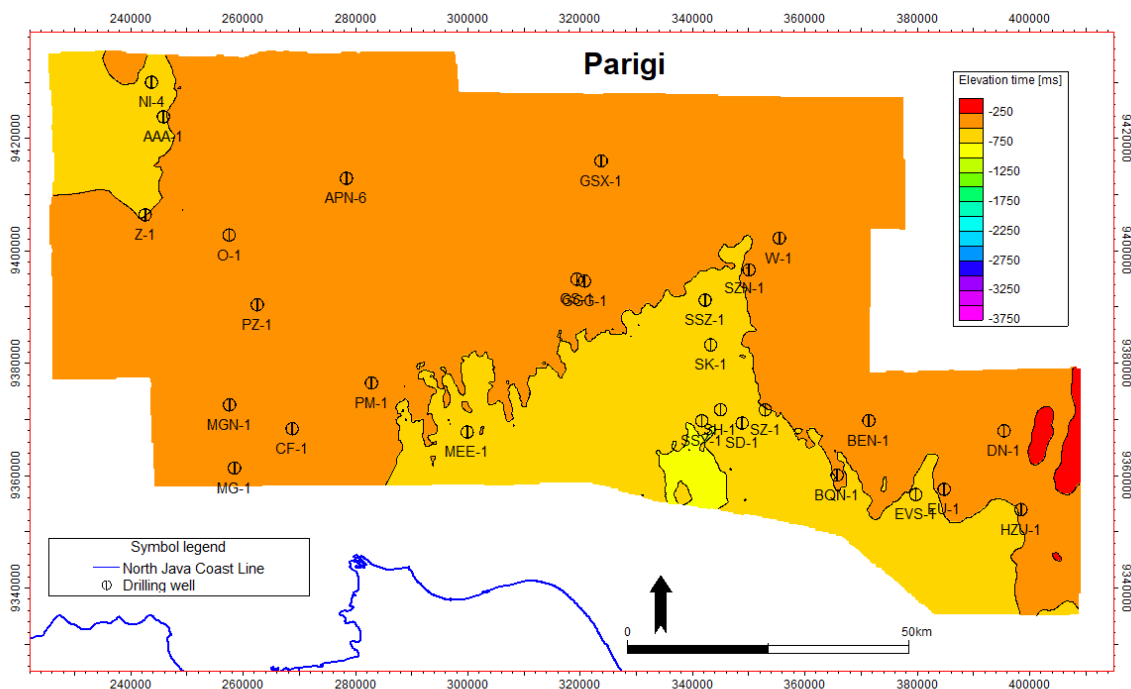 240000 260000 280000 300000 320000 340000 360000 380000 400000
Parigi
Elevation time [ms]
-250
-750
-1250
-1750
-2250
-2750
-3250
-3750
9420000
9400000
9380000
9360000
9340000
9420000
9400000
9380000
9360000
9340000
NI-4
AAA-1
Z-1
O-1
APN-6
GSX-1
W-1
SZN-1
GGG-1
PZ-1
SSZ-1
SK-1
PM-1
MGN-1
CF-1
MG-1
MEE-1
SH-1
SD-1
SZ-1
BEN-1
DN-1
BQN-1
EVS-1
EU-1
HZU-1
Symbol legend
North Java Coast Line
Drilling well
0 50km
240000 260000 280000 300000 320000 340000 360000 380000 400000